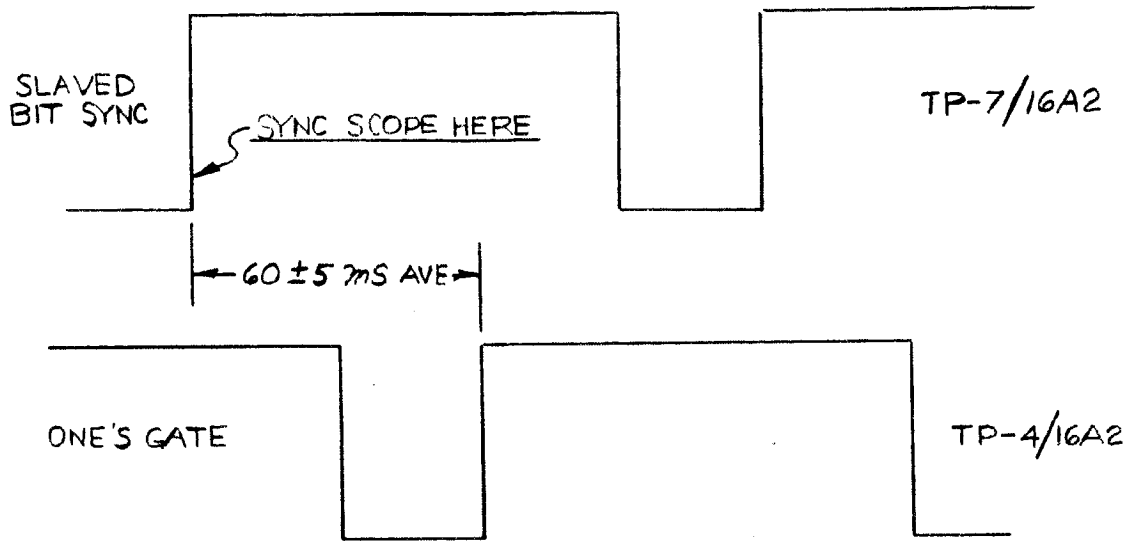 SLAVED
BIT SYNC
TP-7/16A2
SYNC SCOPE HERE
60 ±5 MS AVE
ONE'S GATE
TP-4/16A2